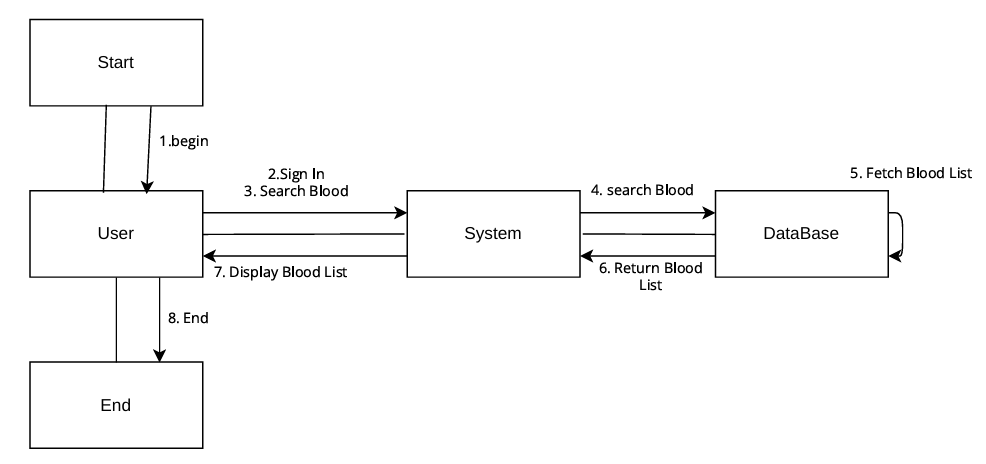 Start
1.begin
2.Sign In
3. Search Blood
4. search Blood
5. Fetch Blood List
User
System
DataBase
7. Display Blood List
6. Return Blood
List
8. End
End